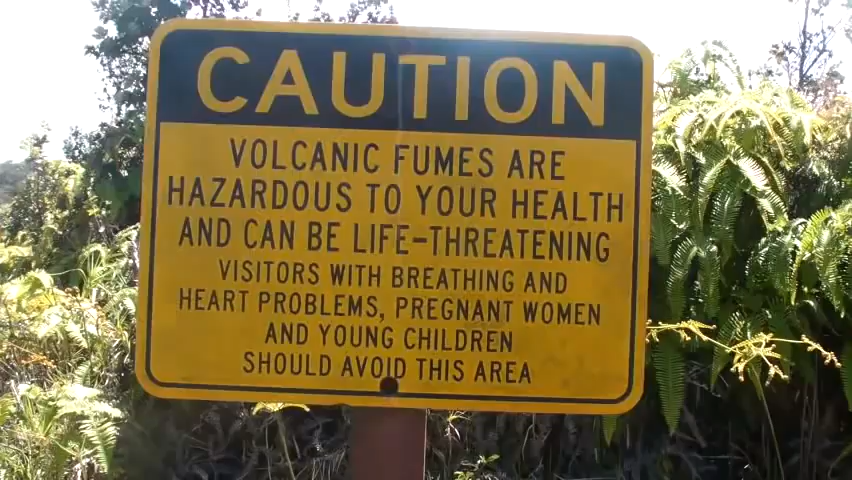 CAUTION
VOLCANIC FUMES ARE
HAZARDOUS TO YOUR HEALTH
AND CAN BE LIFE-THREATENING
VISITORS WITH BREATHING AND
HEART PROBLEMS, PREGNANT WOMEN
AND YOUNG CHILDREN
SHOULD AVOID THIS AREA